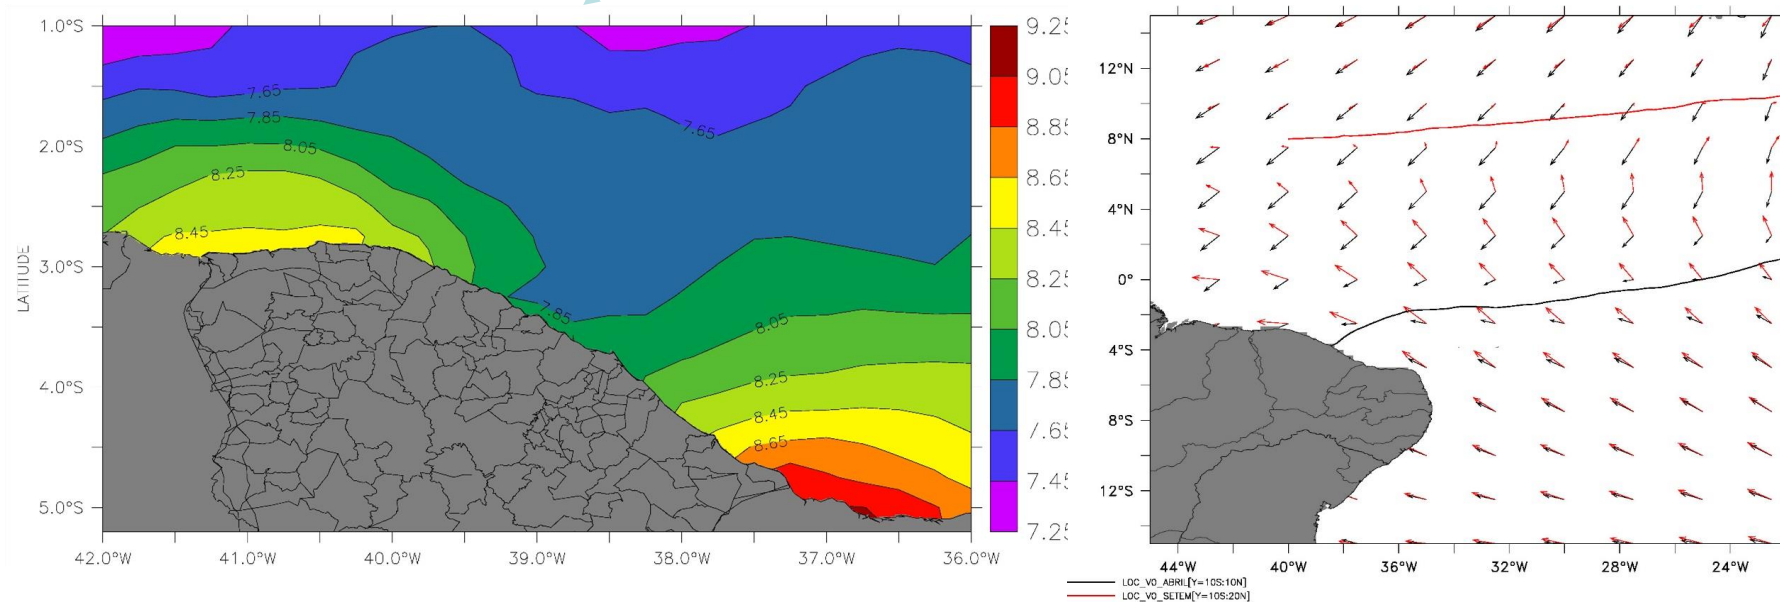 1.0°S
2.0°S
3.0°S
4.0°S
5.0°S
LATITUDE
42.0°W
41.0°W
40.0°W
39.0°W
38.0°W
37.0°W
36.0°W
7.65
7.85
8.05
8.25
8.45
7.65
7.85
8.05
8.25
8.45
8.65
9.25
9.05
8.85
8.65
8.45
8.25
8.05
7.85
7.65
7.45
7.25
12°N
8°N
4°N
0°
4°S
8°S
12°S
44°W
40°W
36°W
32°W
28°W
24°W
LOC_V0_ABRIL[Y=10S:10N]
LOC_V0_SETEM[Y=10S:20N]